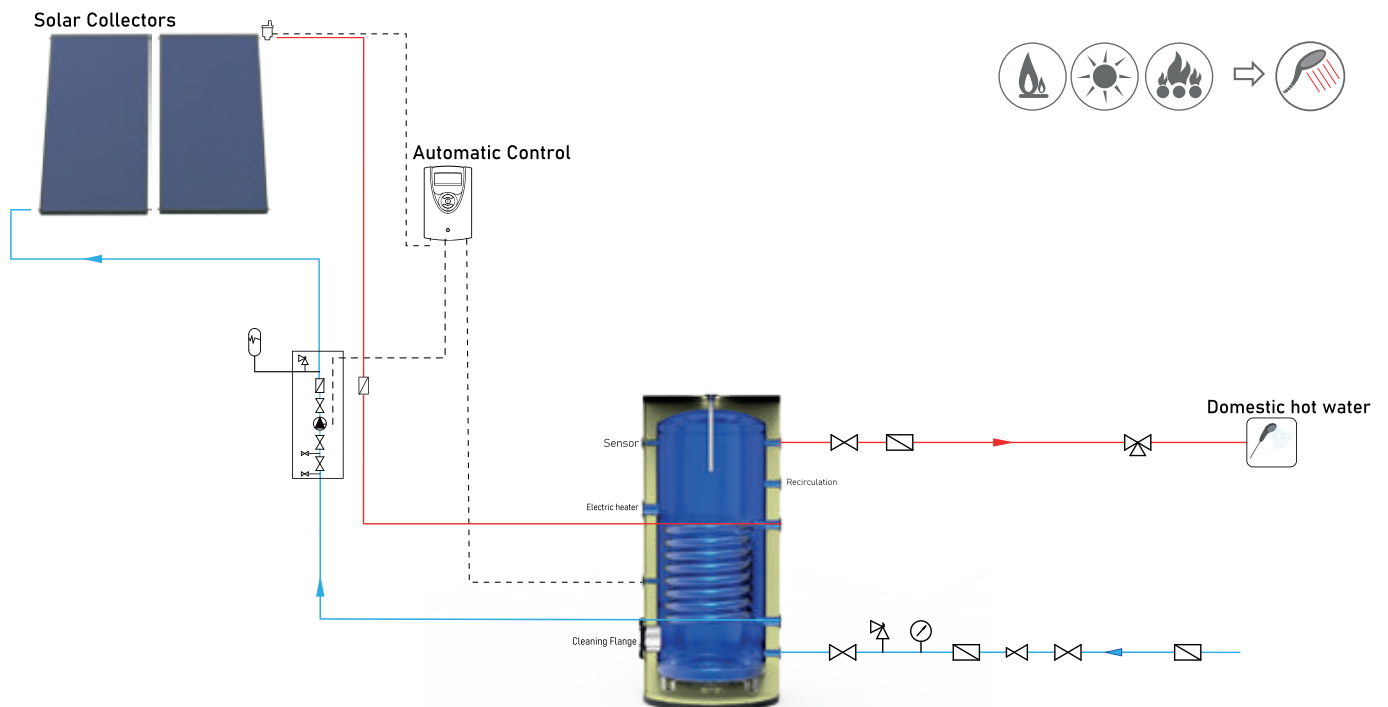 Solar Collectors
Automatic Control
Domestic hot water
Sensor
Recirculation
Electric heater
Cleaning Flange